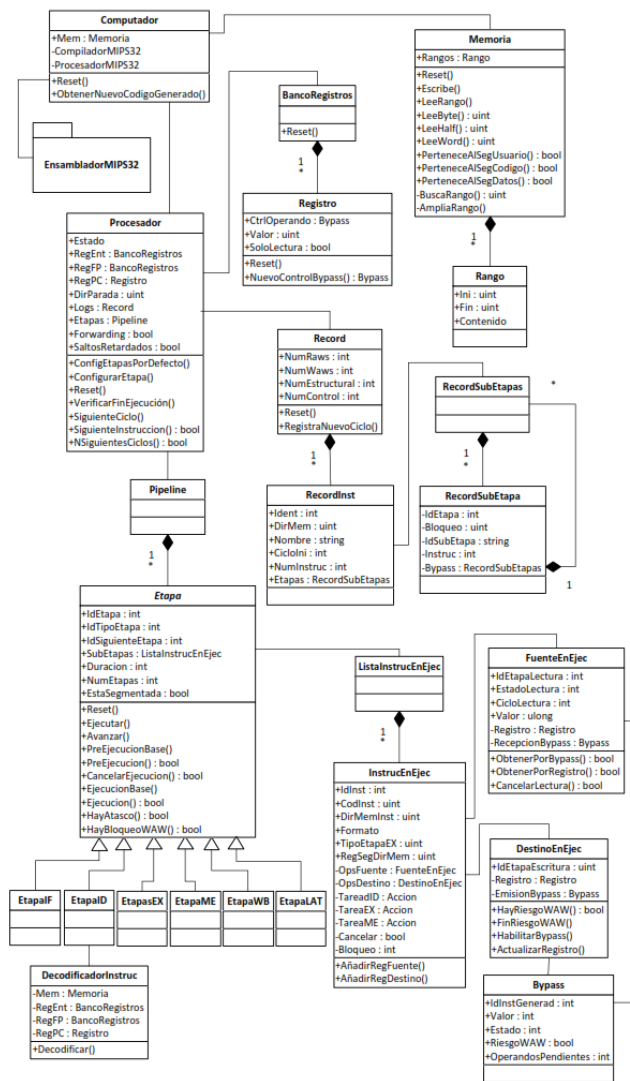 Computador
+Mem : Memoria
-CompiladorMIPS32
-ProcesadorMIPS32
+Reset()
+ObtenerNuevoCodigoGenerado()
EnsambladorMIPS32
Memoria
+Rangos : Rango
+Reset()
+Escribe()
+LeeRango()
+LeeByte() : uint
+LeeHalf() : uint
+LeeWord() : uint
+PerteneceAlSegUsuario() : bool
+PerteneceAlSegCodigo() : bool
+PerteneceAlSegDatos() : bool
-BuscaRango() : uint
-AmpliaRango()
1
*
Rango
+Ini : uint
+Fin : uint
+Contenido
BancoRegistros
+Reset()
1
*
Registro
+CtrlOperando : Bypass
+Valor : uint
+SoloLectura : bool
+Reset()
+NuevoControlBypass() : Bypass
Procesador
+Estado
+RegEnt : BancoRegistros
+RegFP : BancoRegistros
+RegPC : Registro
+DirParada : uint
+Logs : Record
+Etapas : Pipeline
+Forwarding : bool
+SaltosRetardados : bool
+ConfigEtapasPorDefecto()
+ConfigurarEtapa()
+Reset()
+VerificarFinEjecución()
+SiguienteCiclo()
+SiguienteInstruccion() : bool
+NSiguientesCiclos() : bool
Record
+NumRaws : int
+NumWaws : int
+NumEstructural : int
+NumControl : int
+Reset()
+RegistraNuevoCiclo()
1
*
RecordInst
+Ident : int
+DirMem : uint
+Nombre : string
+CicloIni : int
+NumInstruc : int
+Etapas : RecordSubEtapas
RecordSubEtapas
*
1
*
RecordSubEtapa
-IdEtapa : int
-Bloqueo : uint
-IdSubEtapa : string
-Instruc : int
-Bypass : RecordSubEtapas
1
Pipeline
1
*
Etapa
+IdEtapa : int
+IdTipoEtapa : int
+IdSiguienteEtapa : int
+SubEtapas : ListaInstrucEnEjec
+Duracion : int
+NumEtapas : int
+EstaSegmentada : bool
+Reset()
+Ejecutar()
+Avanzar()
+PreEjecucionBase()
+PreEjecucion() : bool
+CancelarEjecucion() : bool
+EjecucionBase()
+Ejecucion() : bool
+HayAtasco() : bool
+HayBloqueoWAW() : bool
EtapaIF
EtapaID
EtapasEX
EtapaME
EtapaWB
EtapaLAT
DecodificadorInstruc
-Mem : Memoria
-RegEnt : BancoRegistros
-RegFP : BancoRegistros
-RegPC : Registro
+Decodificar()
ListaInstrucEnEjec
1
*
InstrucEnEjec
+IdInst : int
+CodInst : uint
+DirMemInst : uint
+Formato
+TipoEtapaEX : uint
+RegSegDirMem : uint
-OpsFuente : FuenteEnEjec
-OpsDestino : DestinoEnEjec
-TareadID : Accion
-TareaEX : Accion
-TareaME : Accion
-Cancelar : bool
-Bloqueo : int
+AñadirRegFuente()
+AñadirRegDestino()
FuenteEnEjec
+IdEtapaLectura : int
+EstadoLectura : int
+CicloLectura : int
+Valor : ulong
-Registro : Registro
-RecepcionBypass : Bypass
+ObtenerPorBypass() : bool
+ObtenerPorRegistro() : bool
+CancelarLectura() : bool
DestinoEnEjec
+IdEtapaEscritura : uint
-Registro : Registro
-EmisionBypass : Bypass
+HayRiesgoWAW() : bool
+FinRiesgoWAW()
+HabilitarBypass()
+ActualizarRegistro()
Bypass
+IdInstGenerad : int
+Valor : int
+Estado : int
+RiesgoWAW : bool
+OperandosPendientes : int